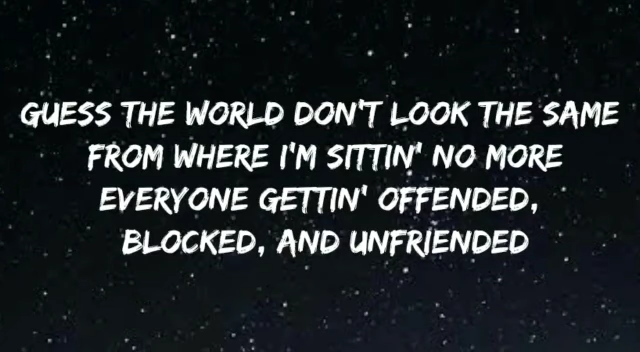 GUESS THE WORLD DON'T LOOK THE SAME
FROM WHERE I'M SITTIN' NO MORE
EVERYONE GETTIN' OFFENDED,
BLOCKED, AND UNFRIENDED